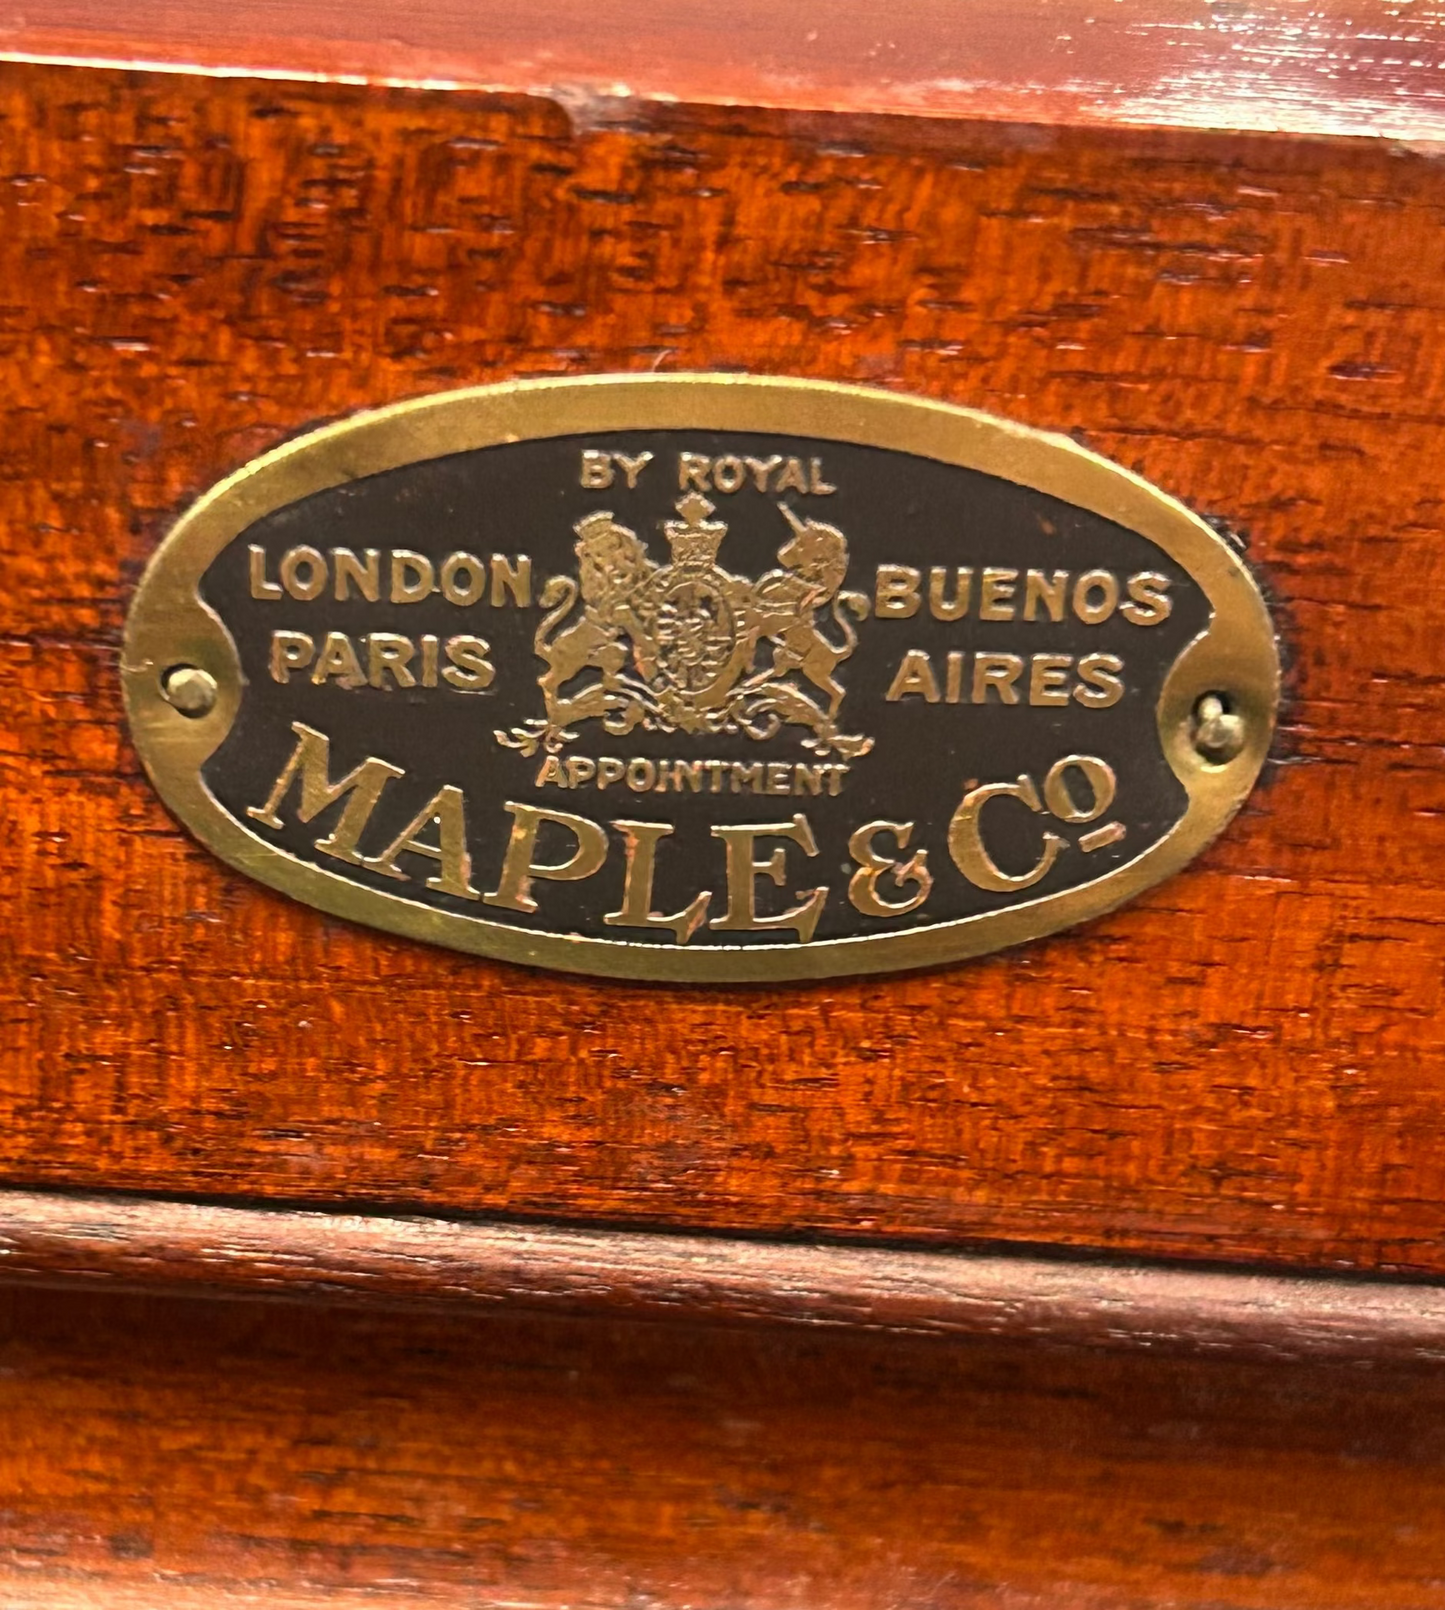 BY ROYAL
LONDON
PARIS
BUENOS
AIRES
APPOINTMENT
MAPLE & Co